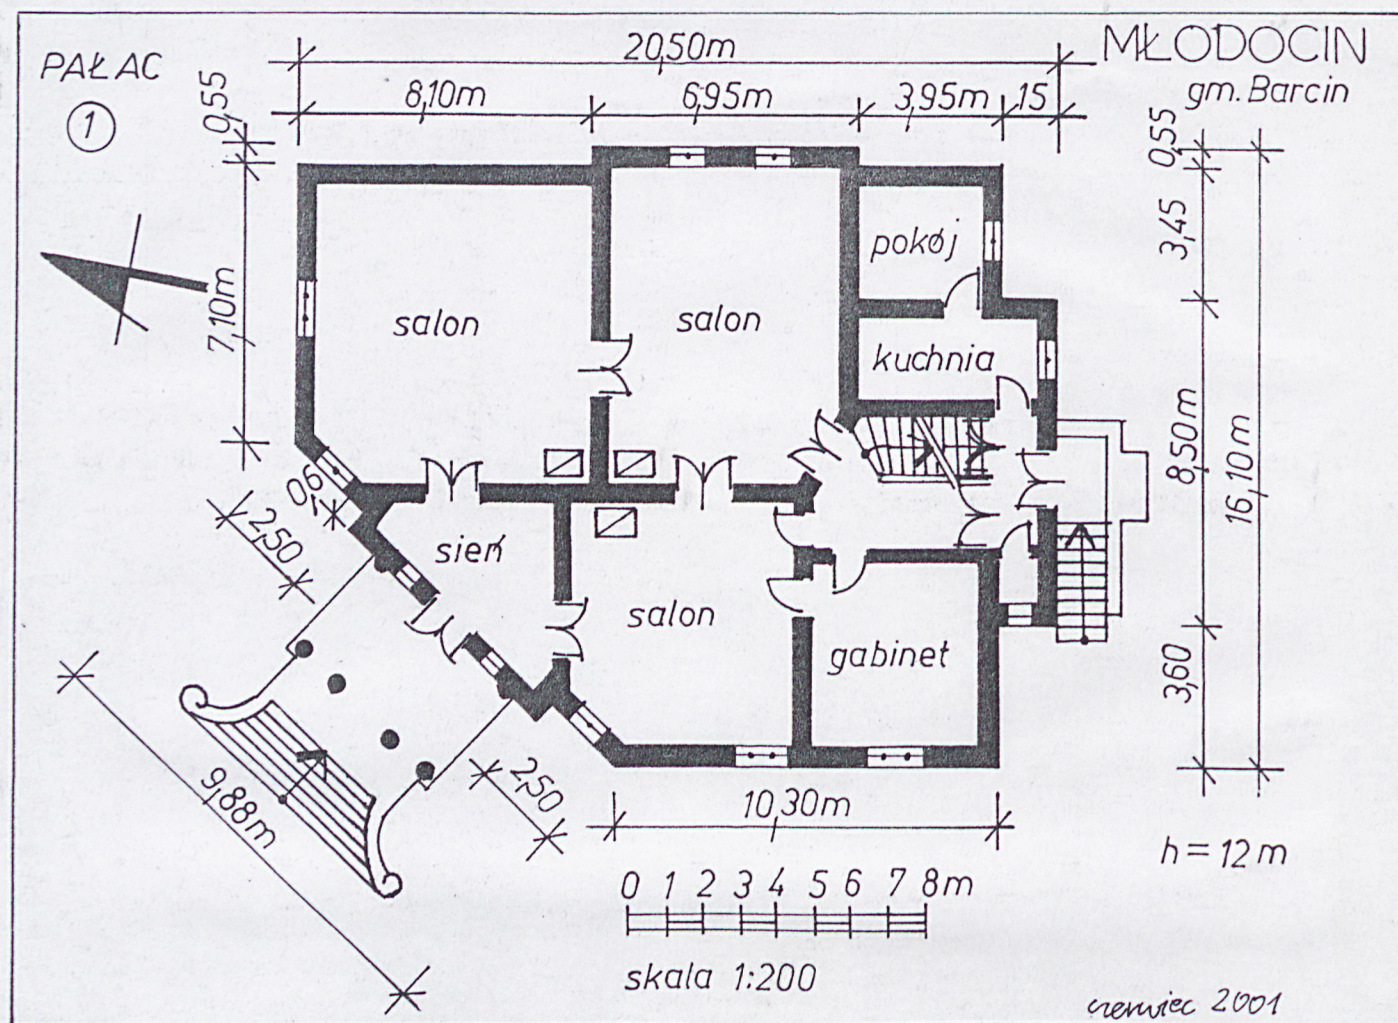 PAŁAC
1
MŁODOCIN
gm. Barcin
20,50m
8,10m
6,95m
3,95m
15
0,55
7,10m
0,55
3,45
8,50m
16,10m
3,60
salon
salon
pokój
kuchnia
sień
salon
gabinet
1,90
2,50
9,88m
2,50
10,30m
0 1 2 3 4 5 6 7 8m
skala 1:200
h = 12 m
czerwiec 2001